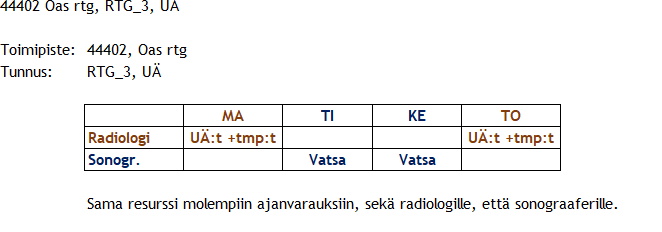 44402 Oas rtg, RTG_3, UÄ
Toimipiste: 44402, Oas rtg
Tunnus: RTG_3, UÄ
MA TI KE TO
Radiologi UÄ:t +tmp:t UÄ:t +tmp:t
Sonogr. Vatsa Vatsa
Sama resurssi molempiin ajanvarauksiin, sekä radiologille, että sonograaferille.